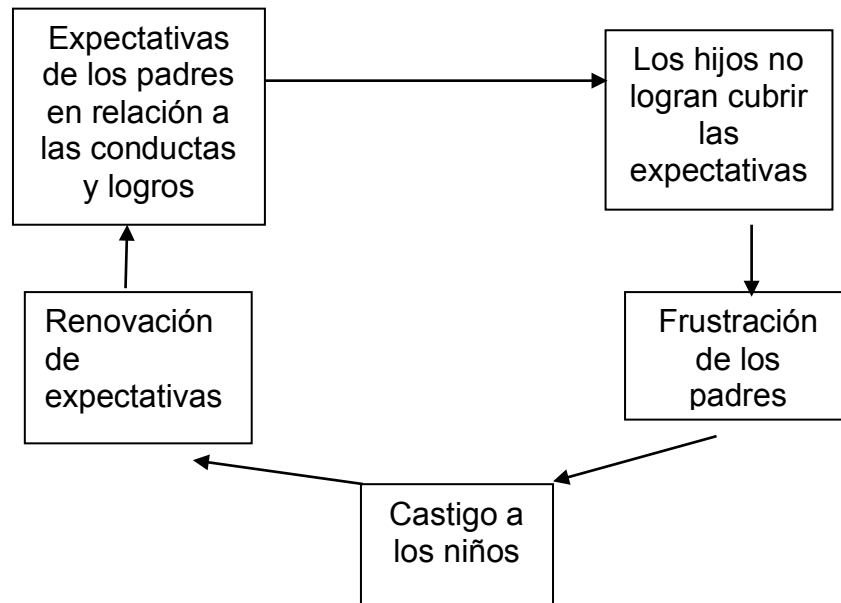 Expectativas
de los padres
en relación a
las conductas
y logros
Los hijos no
logran cubrir
las
expectativas
Frustración
de los
padres
Castigo a
los niños
Renovación
de
expectativas